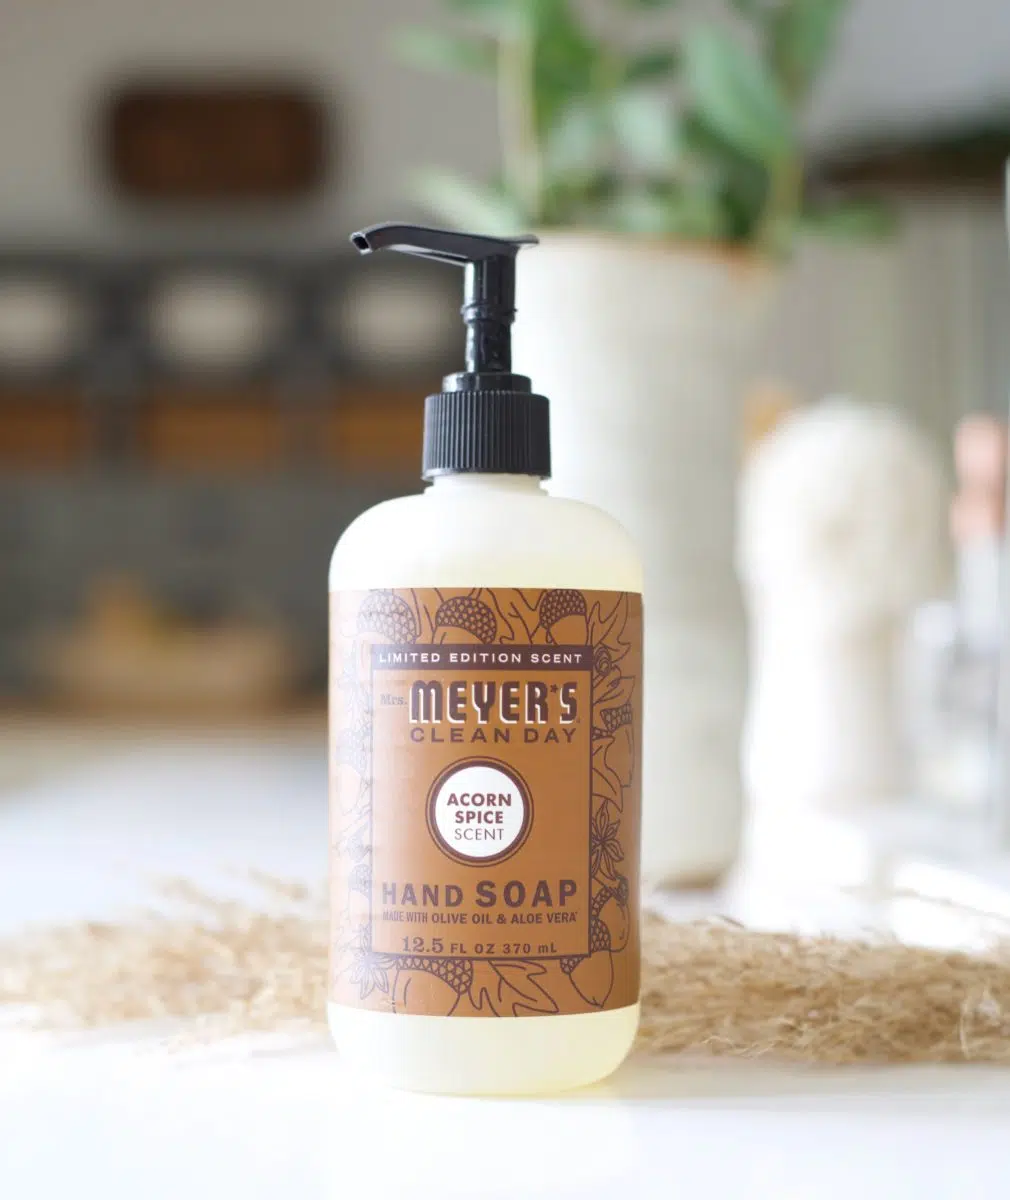 LIMITED EDITION SCENT
Mrs. MEYER'S
CLEAN DAY
ACORN
SPICE
SCENT
HAND SOAP
MADE WITH OLIVE OIL & ALOE VERA*
12.5 FL OZ 370 mL